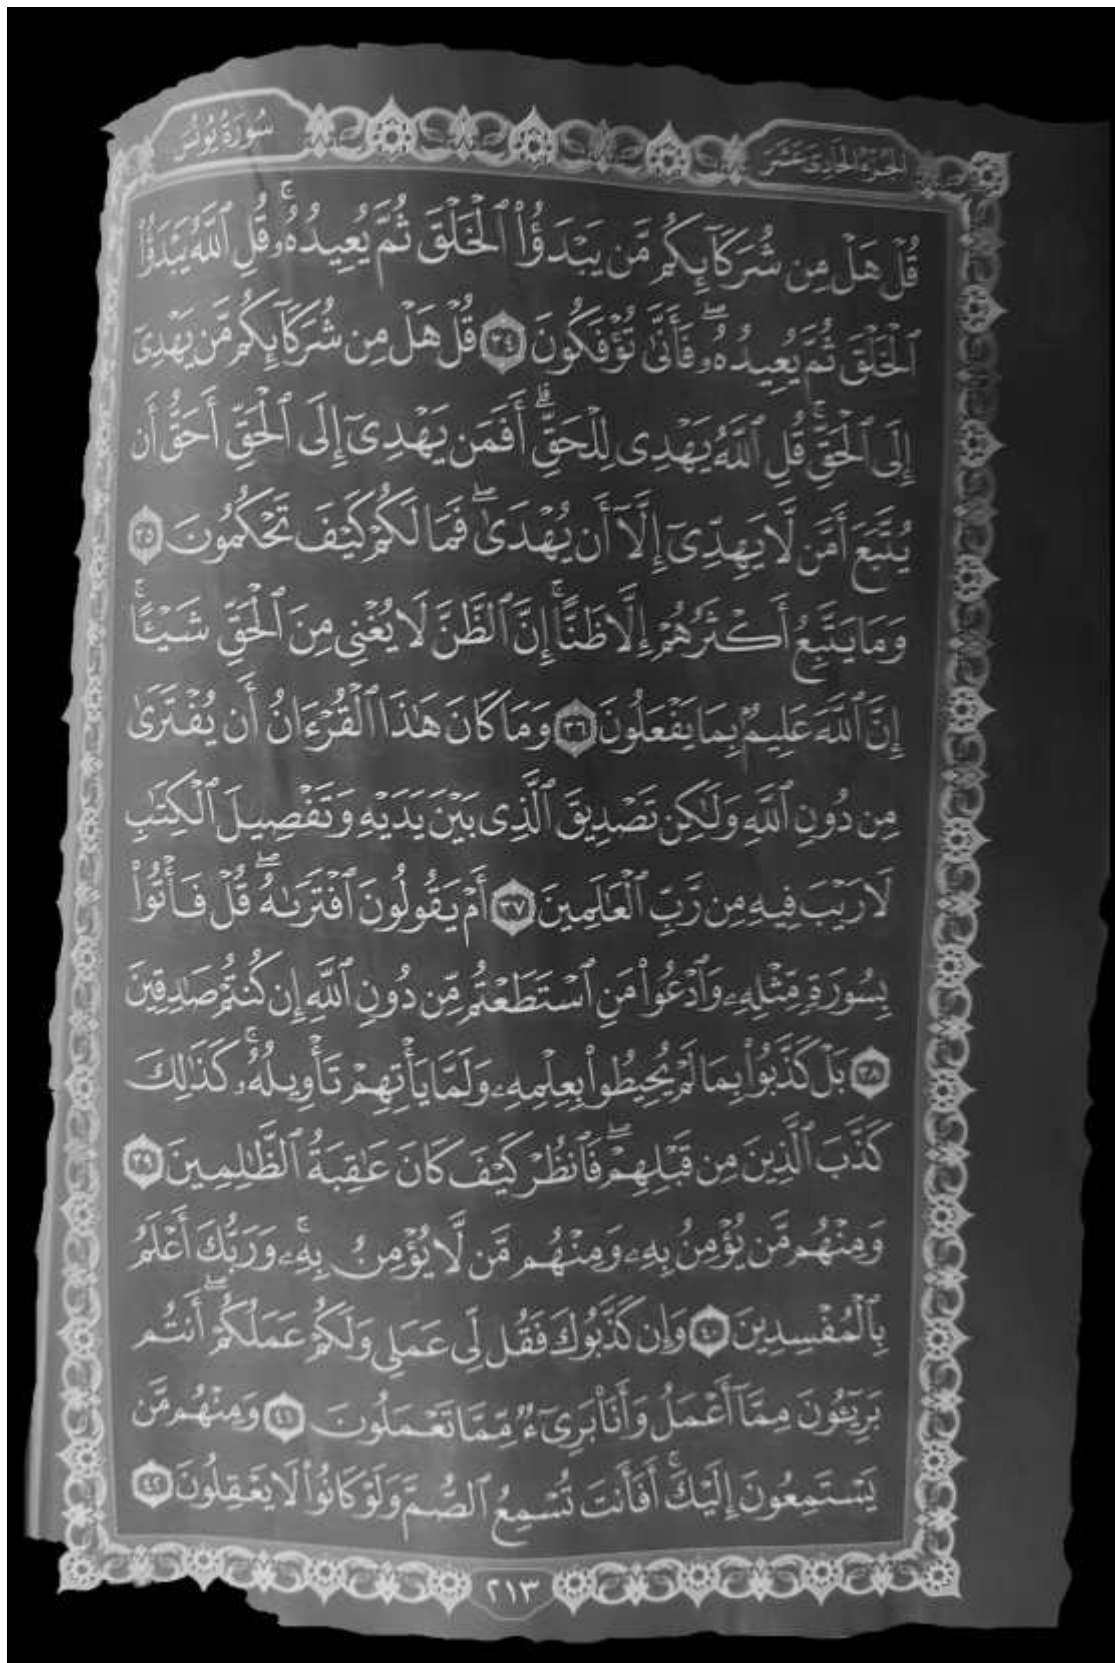 الجزء الحادي عشر
سورة يونس
قُلْ هَلْ مِن شُرَكَآئِكُم مَّن يَبْدَؤُا۟ ٱلْخَلْقَ ثُمَّ يُعِيدُهُۥ ۚ قُلِ ٱللَّهُ يَبْدَؤُا۟
ٱلْخَلْقَ ثُمَّ يُعِيدُهُۥ ۖ فَأَنَّىٰ تُؤْفَكُونَ ٣٤ قُلْ هَلْ مِن شُرَكَآئِكُم مَّن يَهْدِىٓ
إِلَى ٱلْحَقِّ ۚ قُلِ ٱللَّهُ يَهْدِى لِلْحَقِّ ۗ أَفَمَن يَهْدِىٓ إِلَى ٱلْحَقِّ أَحَقُّ أَن
يُتَّبَعَ أَمَّن لَّا يَهِدِّىٓ إِلَّآ أَن يُهْدَىٰ ۖ فَمَا لَكُمْ كَيْفَ تَحْكُمُونَ ٣٥
وَمَا يَتَّبِعُ أَكْثَرُهُمْ إِلَّا ظَنًّا ۚ إِنَّ ٱلظَّنَّ لَا يُغْنِى مِنَ ٱلْحَقِّ شَيْـًٔا ۚ
إِنَّ ٱللَّهَ عَلِيمٌۢ بِمَا يَفْعَلُونَ ٣٦ وَمَا كَانَ هَـٰذَا ٱلْقُرْءَانُ أَن يُفْتَرَىٰ
مِن دُونِ ٱللَّهِ وَلَـٰكِن تَصْدِيقَ ٱلَّذِى بَيْنَ يَدَيْهِ وَتَفْصِيلَ ٱلْكِتَـٰبِ
لَا رَيْبَ فِيهِ مِن رَّبِّ ٱلْعَـٰلَمِينَ ٣٧ أَمْ يَقُولُونَ ٱفْتَرَىٰهُ ۖ قُلْ فَأْتُوا۟
بِسُورَةٍ مِّثْلِهِۦ وَٱدْعُوا۟ مَنِ ٱسْتَطَعْتُم مِّن دُونِ ٱللَّهِ إِن كُنتُمْ صَـٰدِقِينَ
٣٨ بَلْ كَذَّبُوا۟ بِمَا لَمْ يُحِيطُوا۟ بِعِلْمِهِۦ وَلَمَّا يَأْتِهِمْ تَأْوِيلُهُۥ ۚ كَذَٰلِكَ
كَذَّبَ ٱلَّذِينَ مِن قَبْلِهِمْ ۖ فَٱنظُرْ كَيْفَ كَانَ عَـٰقِبَةُ ٱلظَّـٰلِمِينَ ٣٩
وَمِنْهُم مَّن يُؤْمِنُ بِهِۦ وَمِنْهُم مَّن لَّا يُؤْمِنُ بِهِۦ ۚ وَرَبُّكَ أَعْلَمُ
بِٱلْمُفْسِدِينَ ٤٠ وَإِن كَذَّبُوكَ فَقُل لِّى عَمَلِى وَلَكُمْ عَمَلُكُمْ ۖ أَنتُم
بَرِيٓـُٔونَ مِمَّآ أَعْمَلُ وَأَنَا۠ بَرِىٓءٌ مِّمَّا تَعْمَلُونَ ٤١ وَمِنْهُم مَّن
يَسْتَمِعُونَ إِلَيْكَ ۚ أَفَأَنتَ تُسْمِعُ ٱلصُّمَّ وَلَوْ كَانُوا۟ لَا يَعْقِلُونَ ٤٢
٢١٣